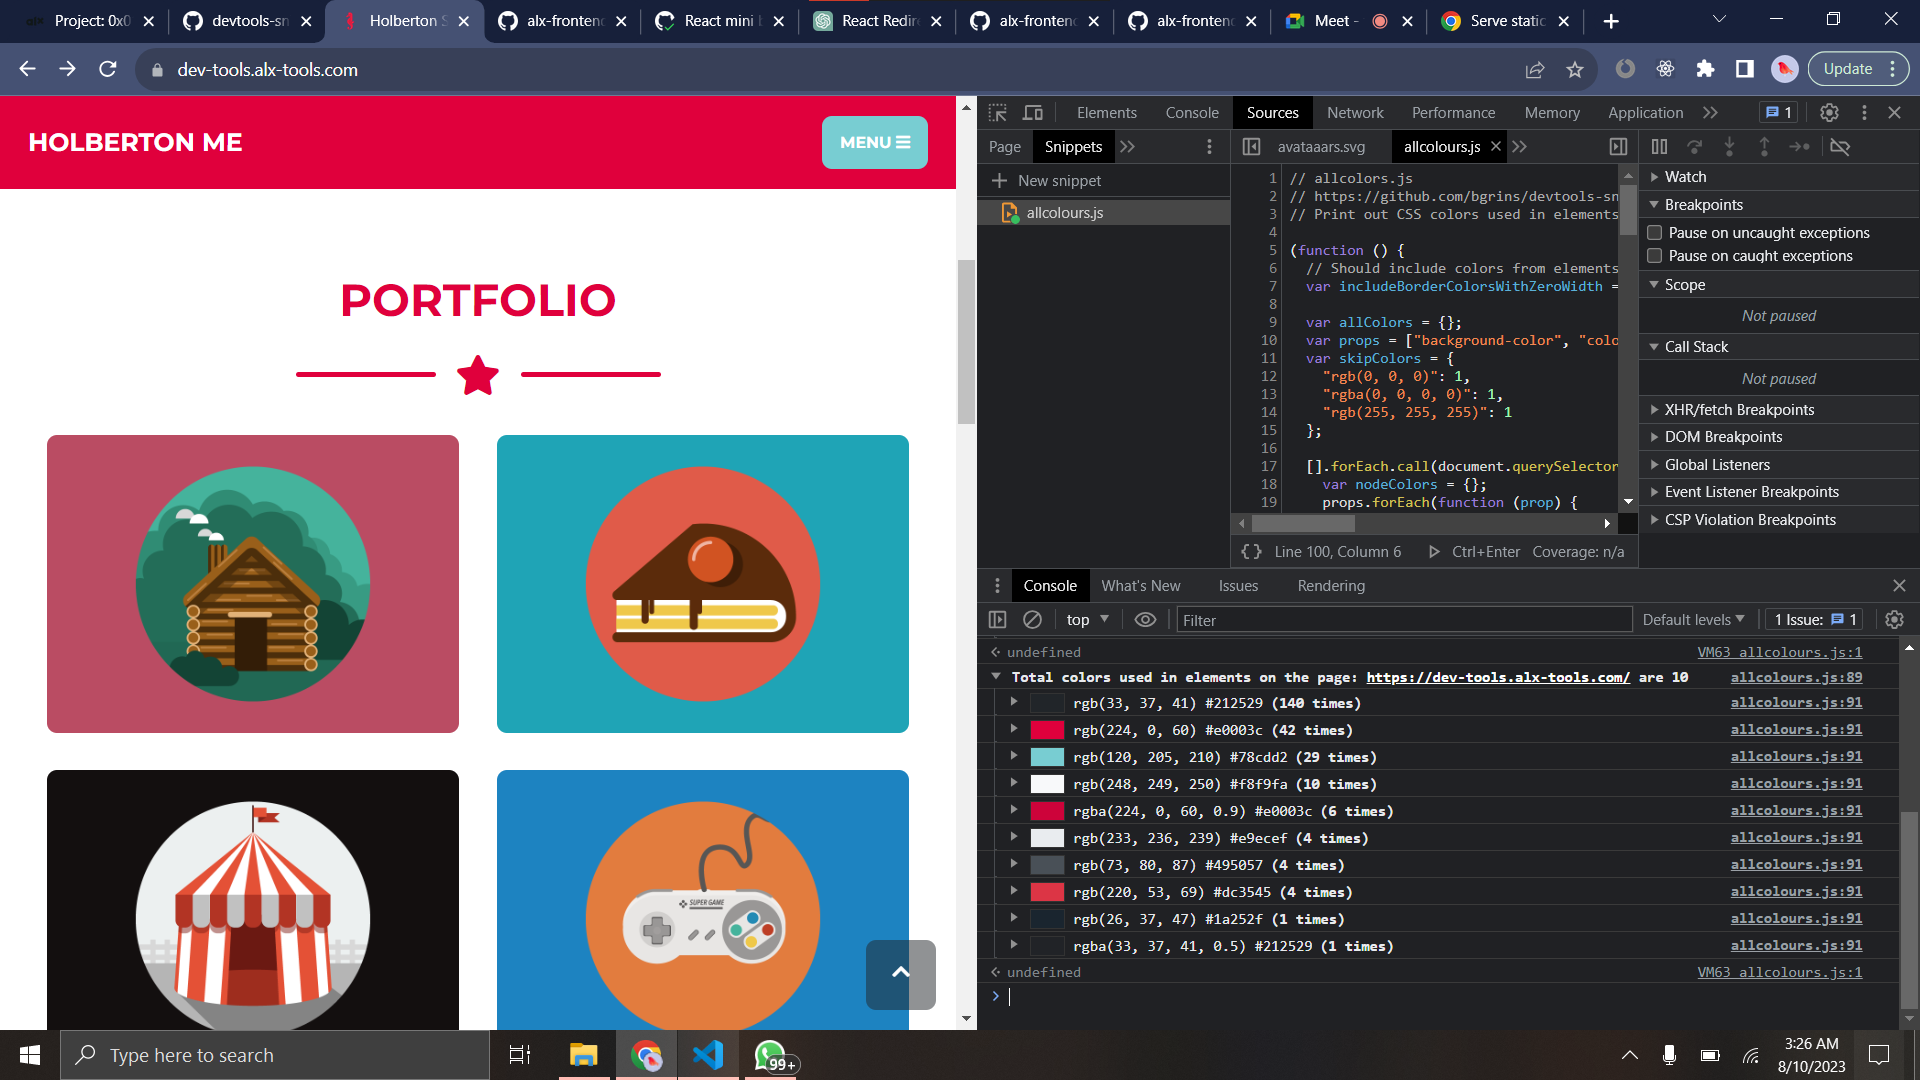 Project: 0x0
devtools-sn
Holberton S
alx-frontend
React mini b
React Redire
alx-frontend
alx-frontend
Meet -
Serve static
dev-tools.alx-tools.com
Update
HOLBERTON ME
MENU
PORTFOLIO
SUPER GAME
Elements Console Sources Network Performance Memory Application 1
Page Snippets
avataaars.svg allcolours.js
New snippet
allcolours.js
1 // allcolors.js
2 // https://github.com/bgrins/devtools-sn
3 // Print out CSS colors used in elements
4
5 (function () {
6 // Should include colors from elements
7 var includeBorderColorsWithZeroWidth =
8
9 var allColors = {};
10 var props = ["background-color", "colo
11 var skipColors = {
12 "rgb(0, 0, 0)": 1,
13 "rgba(0, 0, 0, 0)": 1,
14 "rgb(255, 255, 255)": 1
15 };
16
17 [].forEach.call(document.querySelector
18 var nodeColors = {};
19 props.forEach(function (prop) {
{} Line 100, Column 6 Ctrl+Enter Coverage: n/a
Watch
Breakpoints
Pause on uncaught exceptions
Pause on caught exceptions
Scope
Not paused
Call Stack
Not paused
XHR/fetch Breakpoints
DOM Breakpoints
Global Listeners
Event Listener Breakpoints
CSP Violation Breakpoints
Console What's New Issues Rendering
top Filter Default levels 1 Issue: 1
undefined VM63 allcolours.js:1
Total colors used in elements on the page: https://dev-tools.alx-tools.com/ are 10 allcolours.js:89
rgb(33, 37, 41) #212529 (140 times) allcolours.js:91
rgb(224, 0, 60) #e0003c (42 times) allcolours.js:91
rgb(120, 205, 210) #78cdd2 (29 times) allcolours.js:91
rgb(248, 249, 250) #f8f9fa (10 times) allcolours.js:91
rgba(224, 0, 60, 0.9) #e0003c (6 times) allcolours.js:91
rgb(233, 236, 239) #e9ecef (4 times) allcolours.js:91
rgb(73, 80, 87) #495057 (4 times) allcolours.js:91
rgb(220, 53, 69) #dc3545 (4 times) allcolours.js:91
rgb(26, 37, 47) #1a252f (1 times) allcolours.js:91
rgba(33, 37, 41, 0.5) #212529 (1 times) allcolours.js:91
undefined VM63 allcolours.js:1
>
Type here to search
99+
3:26 AM
8/10/2023